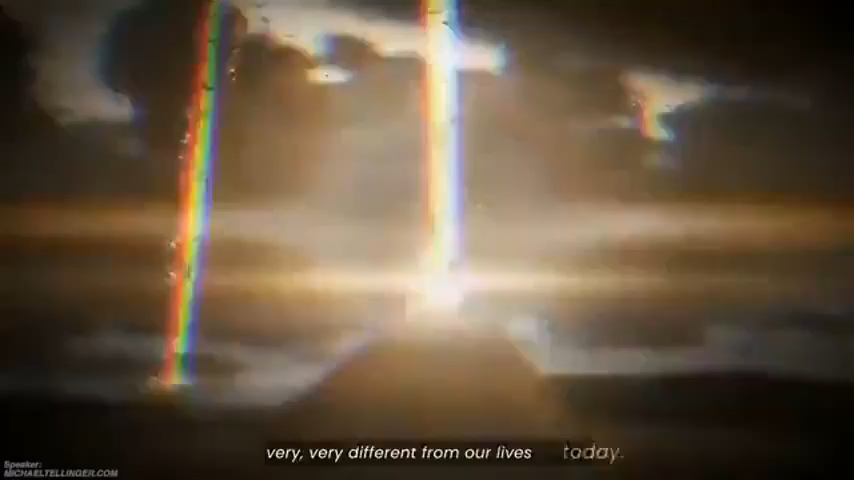 very, very different from our lives today.
Speaker:
MICHAELTELLINGER.COM